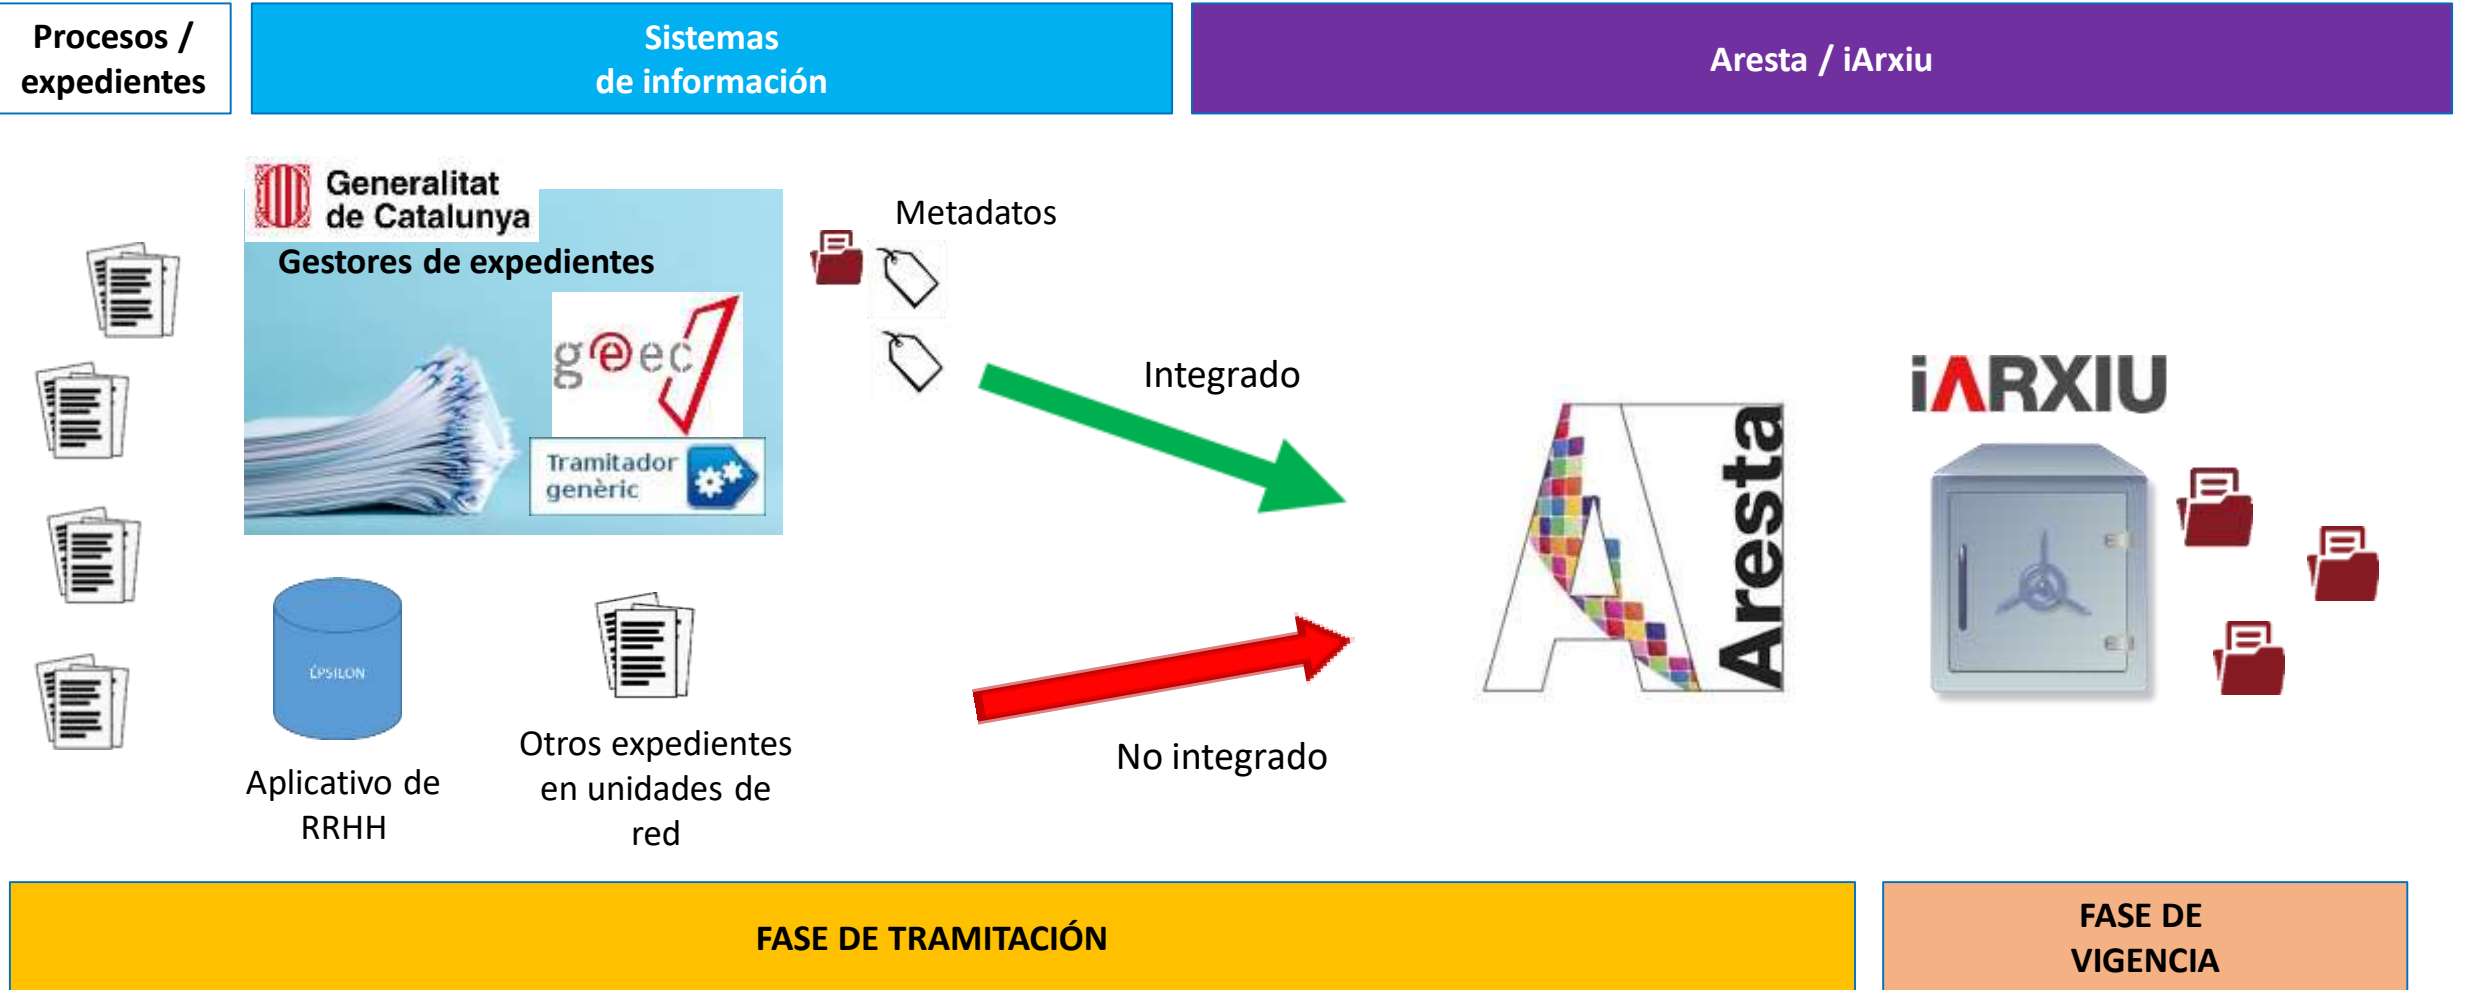 Procesos /
expedientes
Sistemas
de información
Aresta / iArxiu
Generalitat
de Catalunya
Gestores de expedientes
geec
Tramitador
genèric
Metadatos
Integrado
No integrado
ÈPSILON
Aplicativo de
RRHH
Otros expedientes
en unidades de
red
Aresta
iARXIU
FASE DE TRAMITACIÓN
FASE DE
VIGENCIA